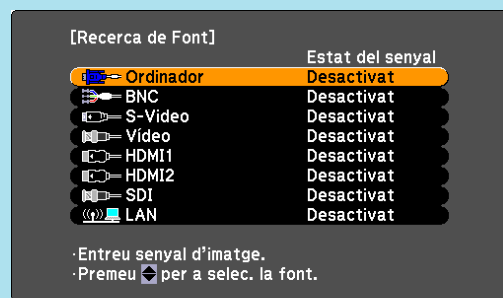 [Recerca de Font]
Estat del senyal
Ordinador Desactivat
BNC Desactivat
S-Video Desactivat
Vídeo Desactivat
HDMI1 Desactivat
HDMI2 Desactivat
SDI Desactivat
LAN Desactivat
·Entreu senyal d'imatge.
·Premeu per a selec. la font.